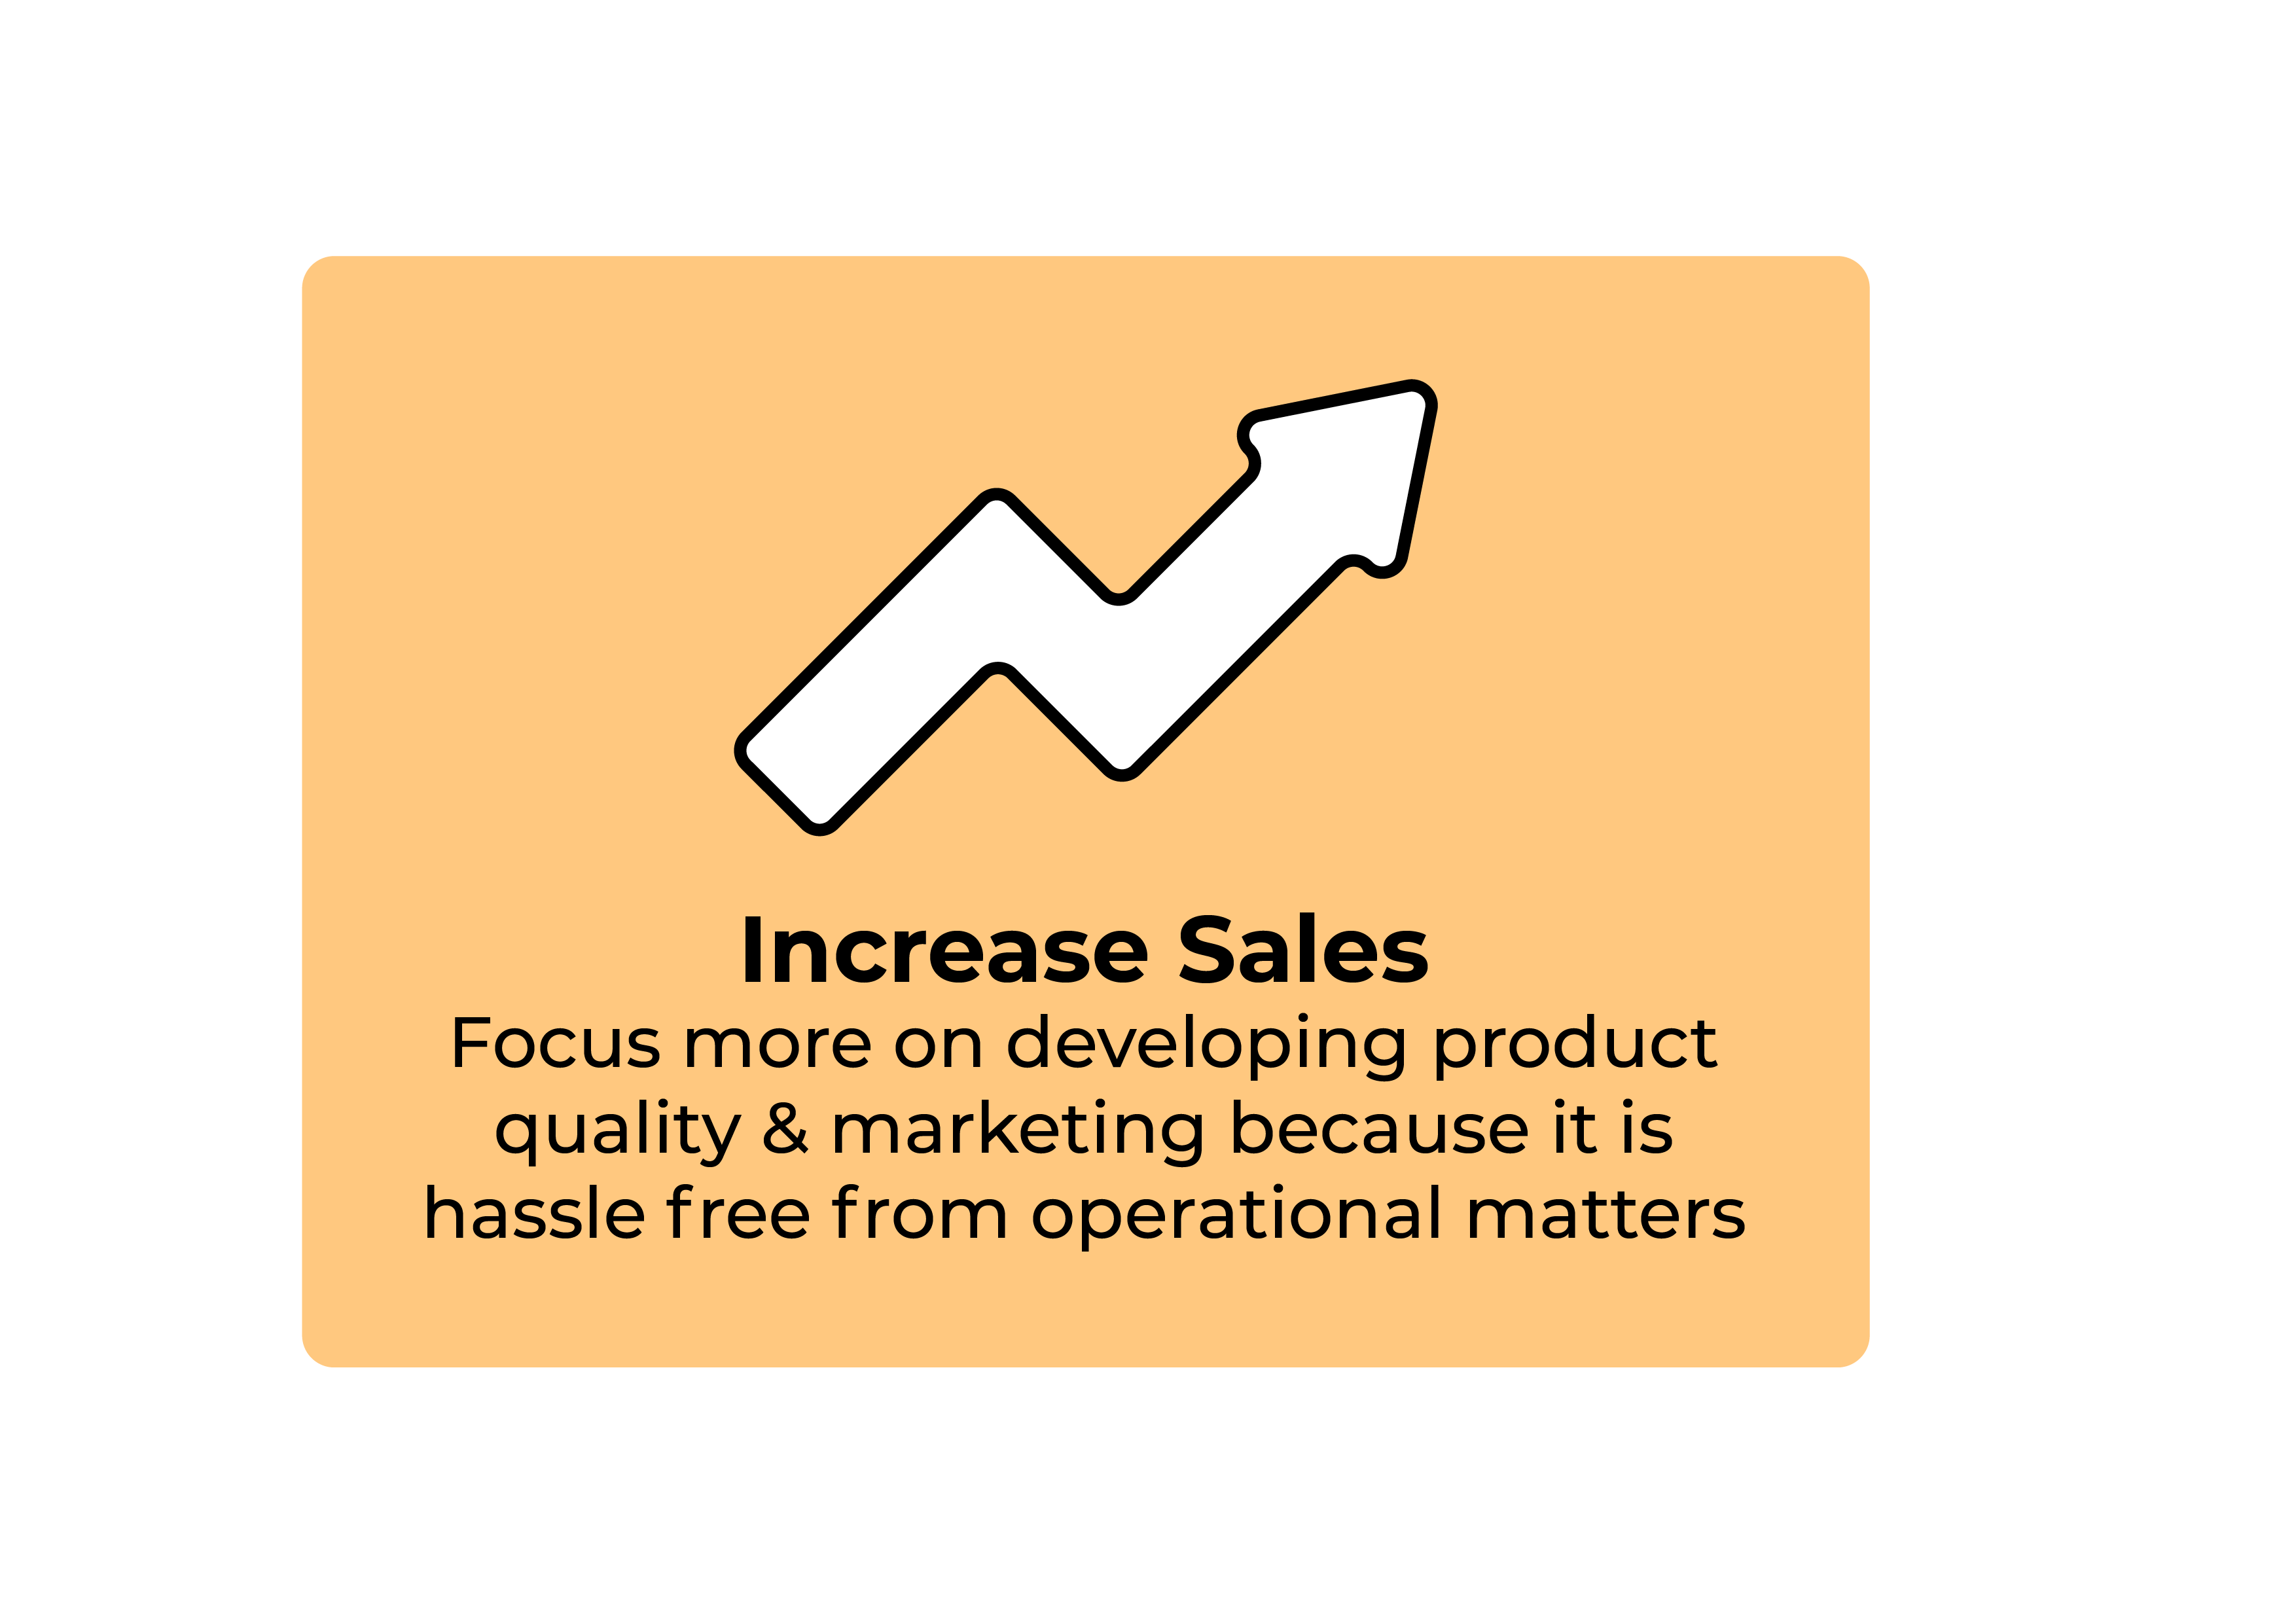 Increase Sales
Focus more on developing product
quality & marketing because it is
hassle free from operational matters